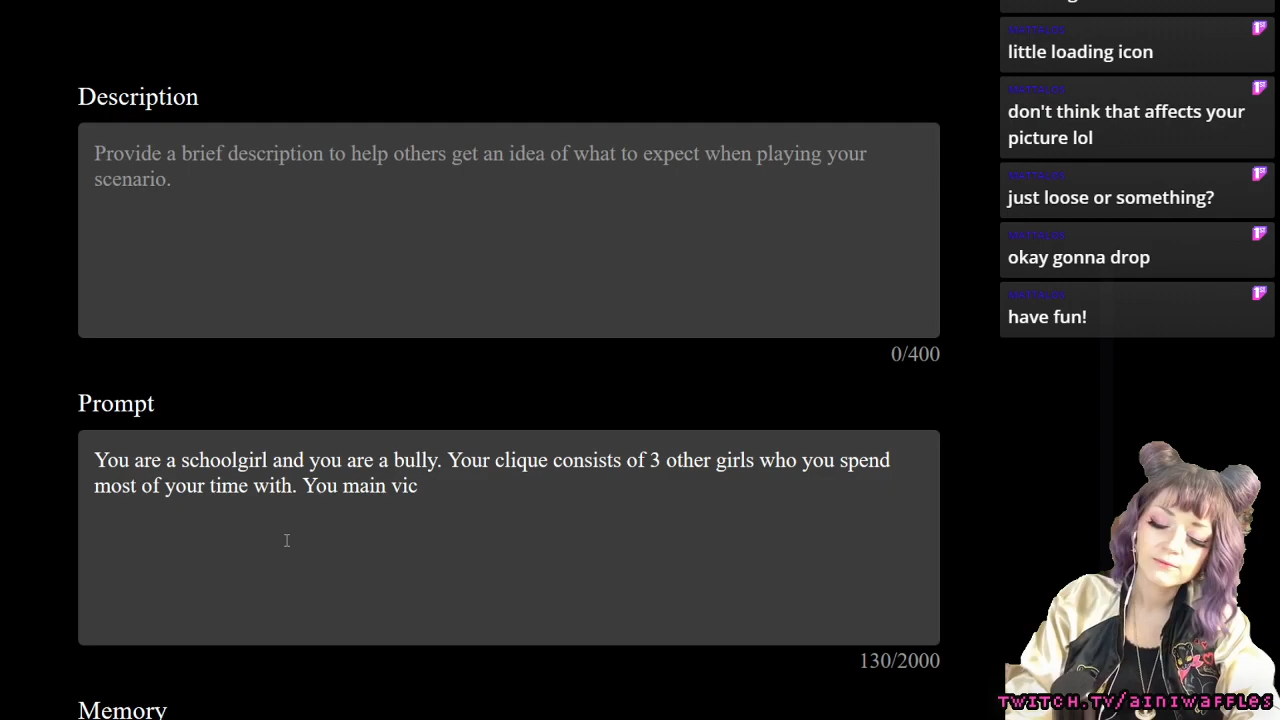 little loading icon
Description
don't think that affects your
picture lol
Provide a brief description to help others get an idea of what to expect when playing your
scenario.
just loose or something?
okay gonna drop
have fun!
0/400
Prompt
You are a schoolgirl and you are a bully. Your clique consists of 3 other girls who you spend
most of your time with. You main vic
130/2000
Memory
TWITCH.TV/AINIWAFFLES